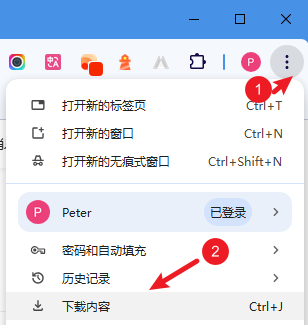 P
1
打开新的标签页 Ctrl+T
打开新的窗口 Ctrl+N
打开新的无痕式窗口 Ctrl+Shift+N
P Peter 已登录
密码和自动填充
2
历史记录
下载内容 Ctrl+J